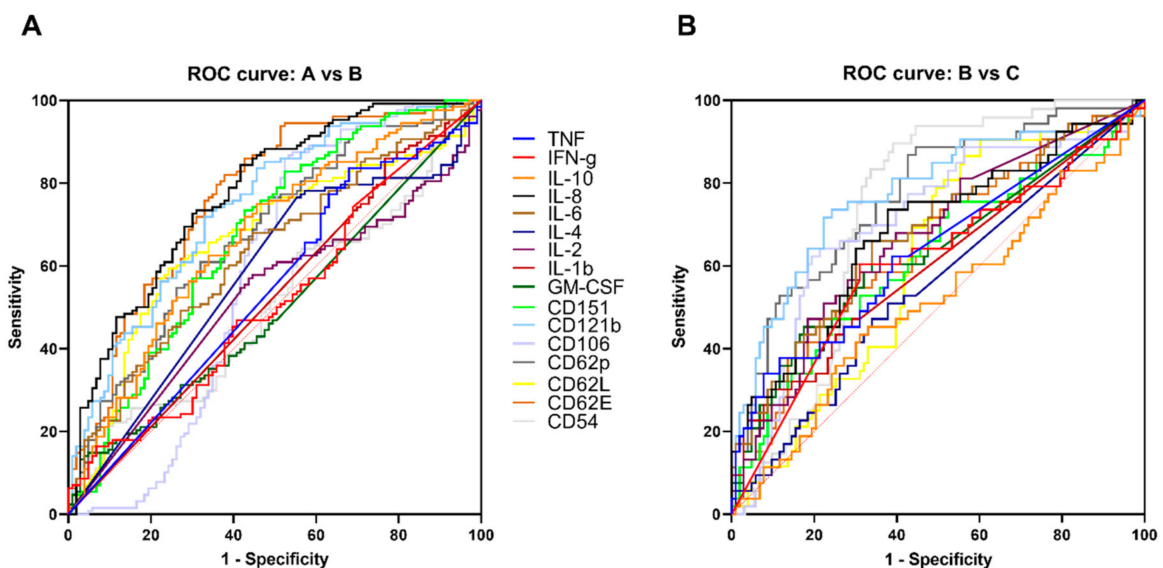 A
B
ROC curve: A vs B
ROC curve: B vs C
Sensitivity
100
80
60
40
20
0
0 20 40 60 80 100
1 - Specificity
TNF
IFN-g
IL-10
IL-8
IL-6
IL-4
IL-2
IL-1b
GM-CSF
CD151
CD121b
CD106
CD62p
CD62L
CD62E
CD54
Sensitivity
100
80
60
40
20
0
0 20 40 60 80 100
1 - Specificity